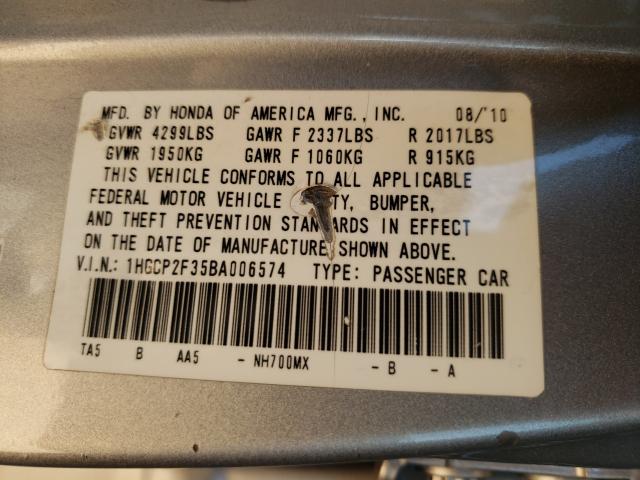 MFD. BY HONDA OF AMERICA MFG., INC. 08/'10
GVWR 4299LBS GAWR F 2337LBS R 2017LBS
GVWR 1950KG GAWR F 1060KG R 915KG
THIS VEHICLE CONFORMS TO ALL APPLICABLE
FEDERAL MOTOR VEHICLE TY, BUMPER,
AND THEFT PREVENTION STANDARDS IN EFFECT
ON THE DATE OF MANUFACTURE SHOWN ABOVE.
V.I.N.: 1HGCP2F35BA006574 TYPE: PASSENGER CAR
TA5 B AA5 - NH700MX - B - A